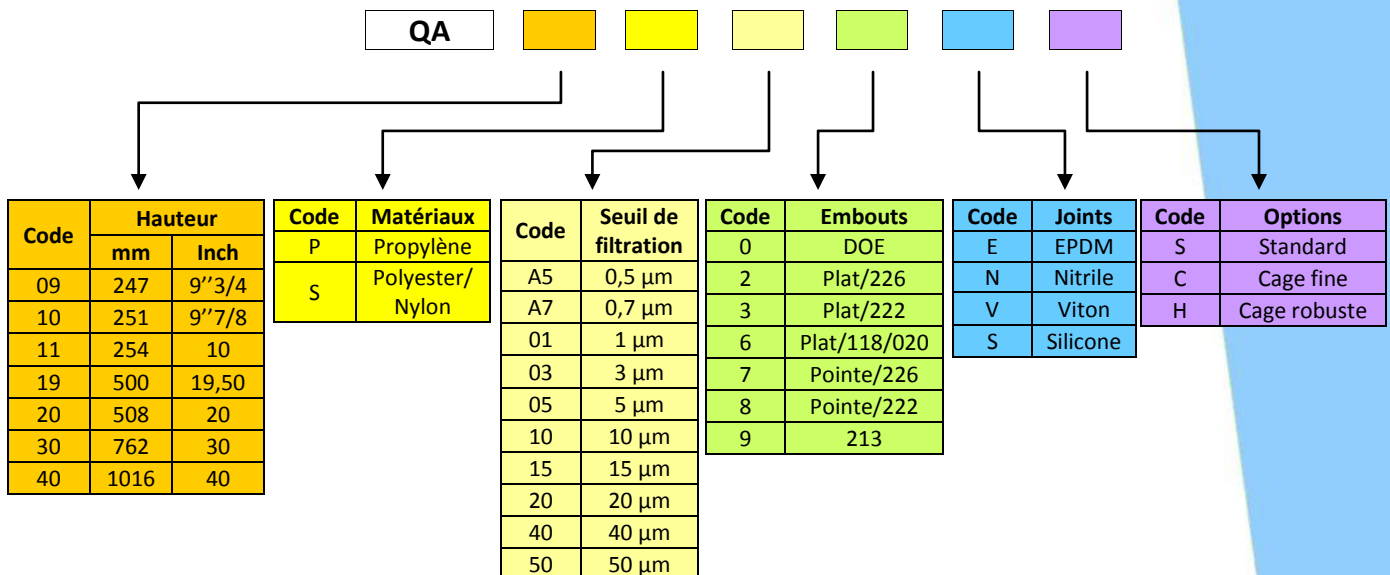 QA
Code Hauteur
mm Inch
09 247 9’’3/4
10 251 9’’7/8
11 254 10
19 500 19,50
20 508 20
30 762 30
40 1016 40
Code Matériaux
P Propylène
S Polyester/
Nylon
Code Seuil de
filtration
A5 0,5 µm
A7 0,7 µm
01 1 µm
03 3 µm
05 5 µm
10 10 µm
15 15 µm
20 20 µm
40 40 µm
50 50 µm
Code Embouts
0 DOE
2 Plat/226
3 Plat/222
6 Plat/118/020
7 Pointe/226
8 Pointe/222
9 213
Code Joints
E EPDM
N Nitrile
V Viton
S Silicone
Code Options
S Standard
C Cage fine
H Cage robuste